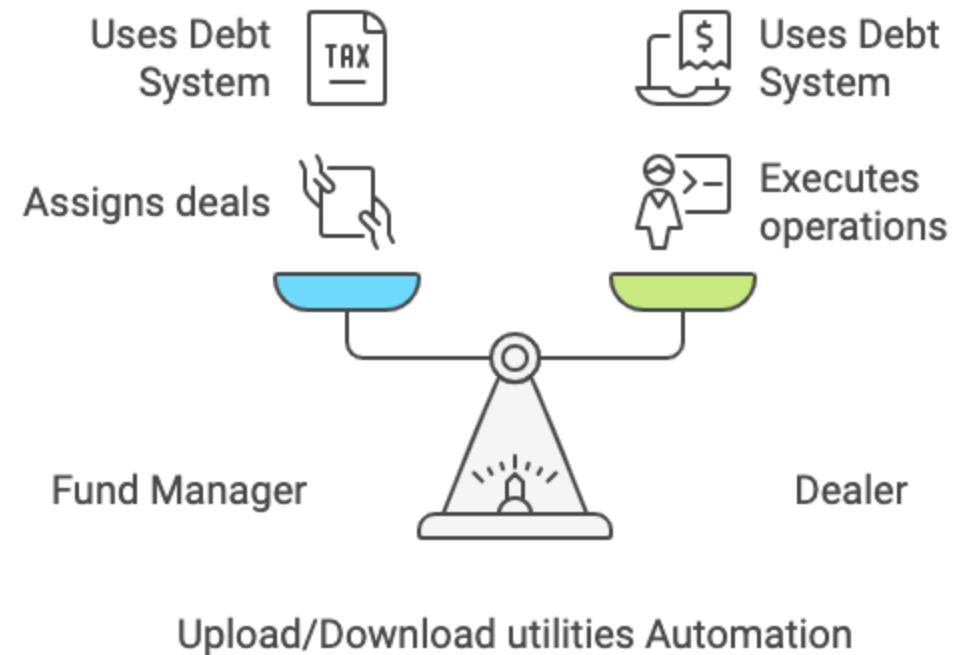 Uses Debt
System
TAX
$
Uses Debt
System
Assigns deals
Executes
operations
Fund Manager
Dealer
Upload/Download utilities Automation